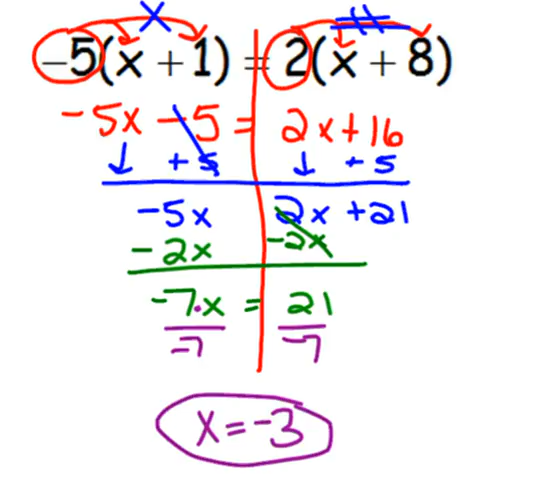 x
−5(x + 1) = 2(x + 8)
−5x − 5 = 2x + 16
↓ + 5 ↓ + 5
−5x 2x + 21
−2x −2x
−7·x = 21
−7 −7
x = −3